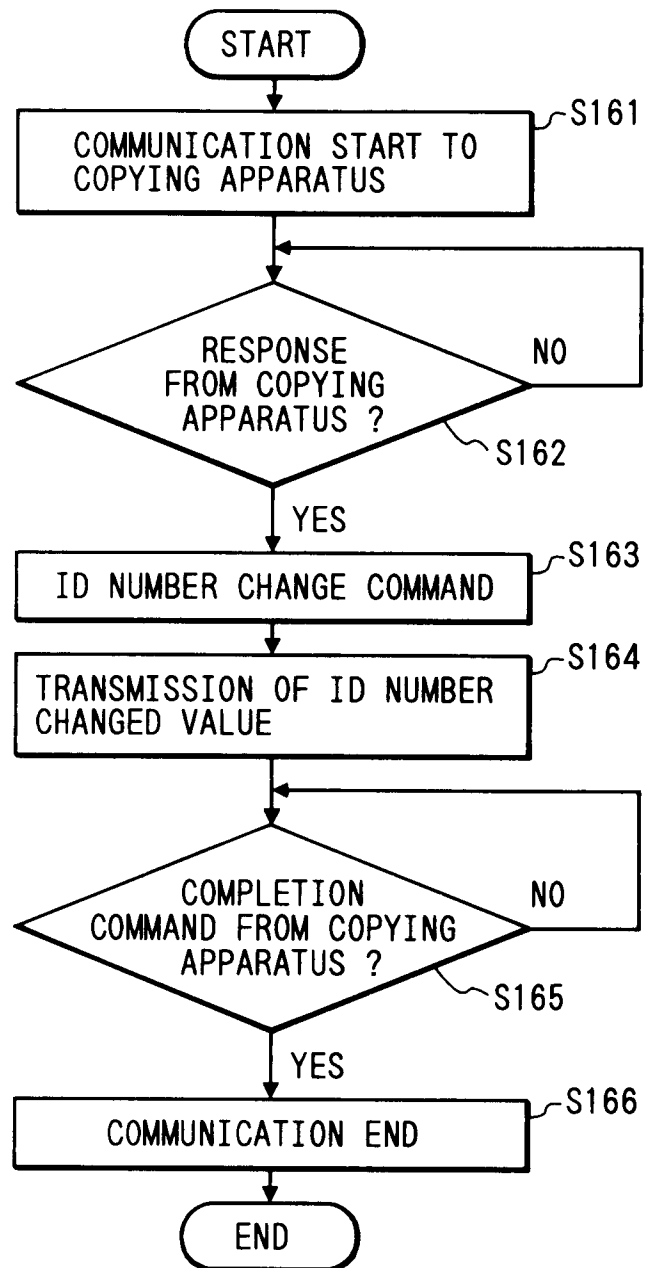 START
S161
COMMUNICATION START TO
COPYING APPARATUS
RESPONSE
FROM COPYING
APPARATUS ?
NO
S162
YES
S163
ID NUMBER CHANGE COMMAND
S164
TRANSMISSION OF ID NUMBER
CHANGED VALUE
COMPLETION
COMMAND FROM COPYING
APPARATUS ?
NO
S165
YES
S166
COMMUNICATION END
END